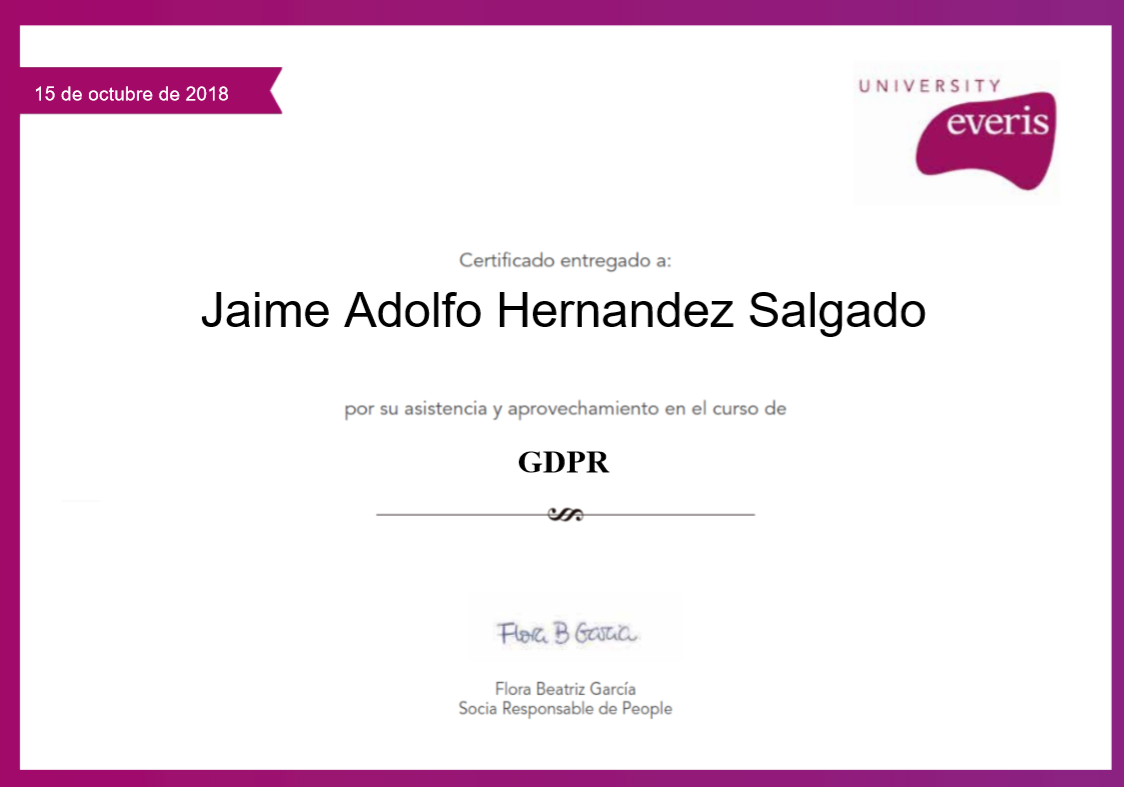 15 de octubre de 2018
UNIVERSITY
everis
Certificado entregado a:
Jaime Adolfo Hernandez Salgado
por su asistencia y aprovechamiento en el curso de
GDPR
Flora B García
Flora Beatriz García
Socia Responsable de People